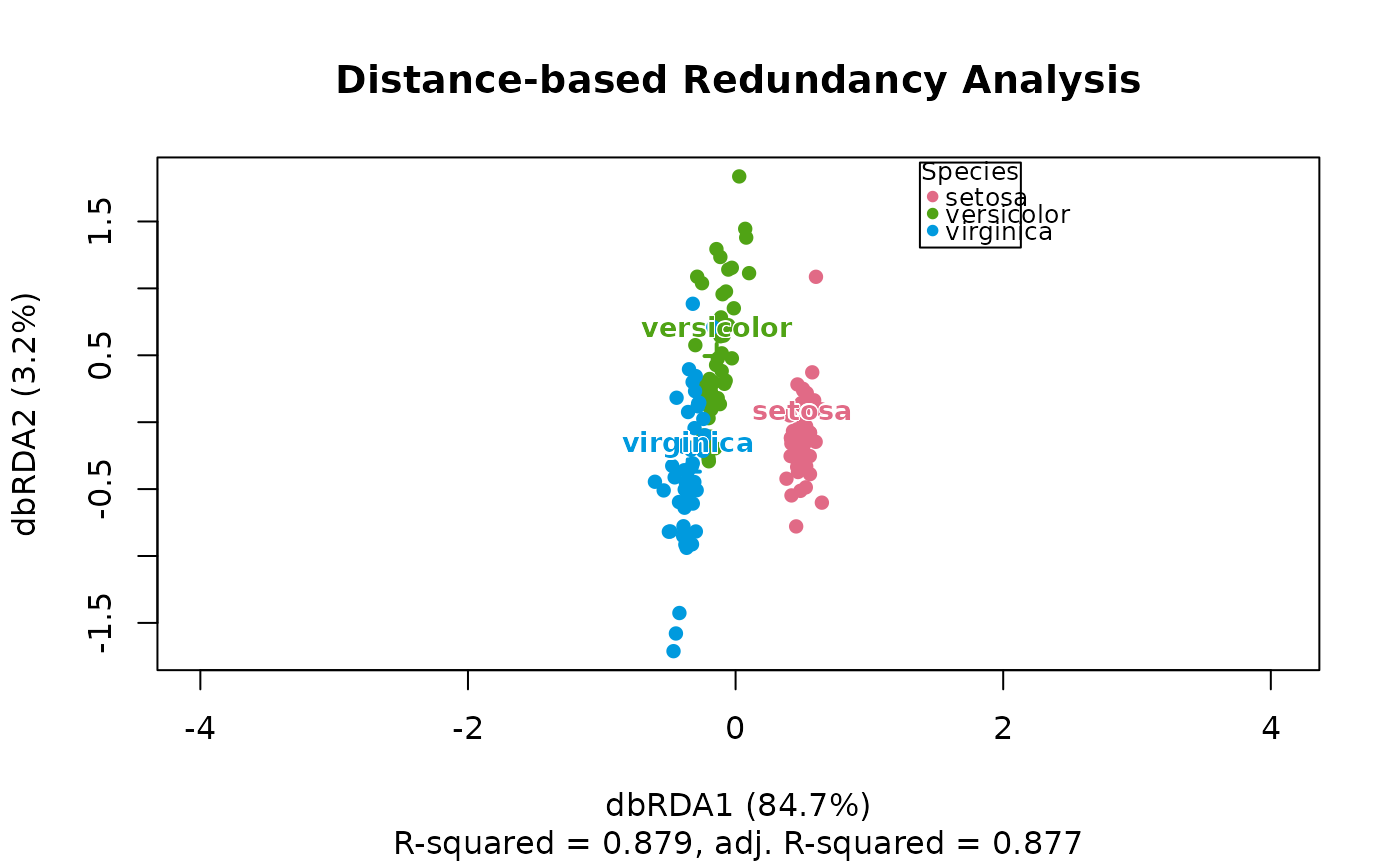 Distance-based Redundancy Analysis
Species
setosa
versicolor
virginica
1.5
0.5
-0.5
-1.5
dbRDA2 (3.2%)
versicolor
setosa
virginica
-4 -2 0 2 4
dbRDA1 (84.7%)
R-squared = 0.879, adj. R-squared = 0.877